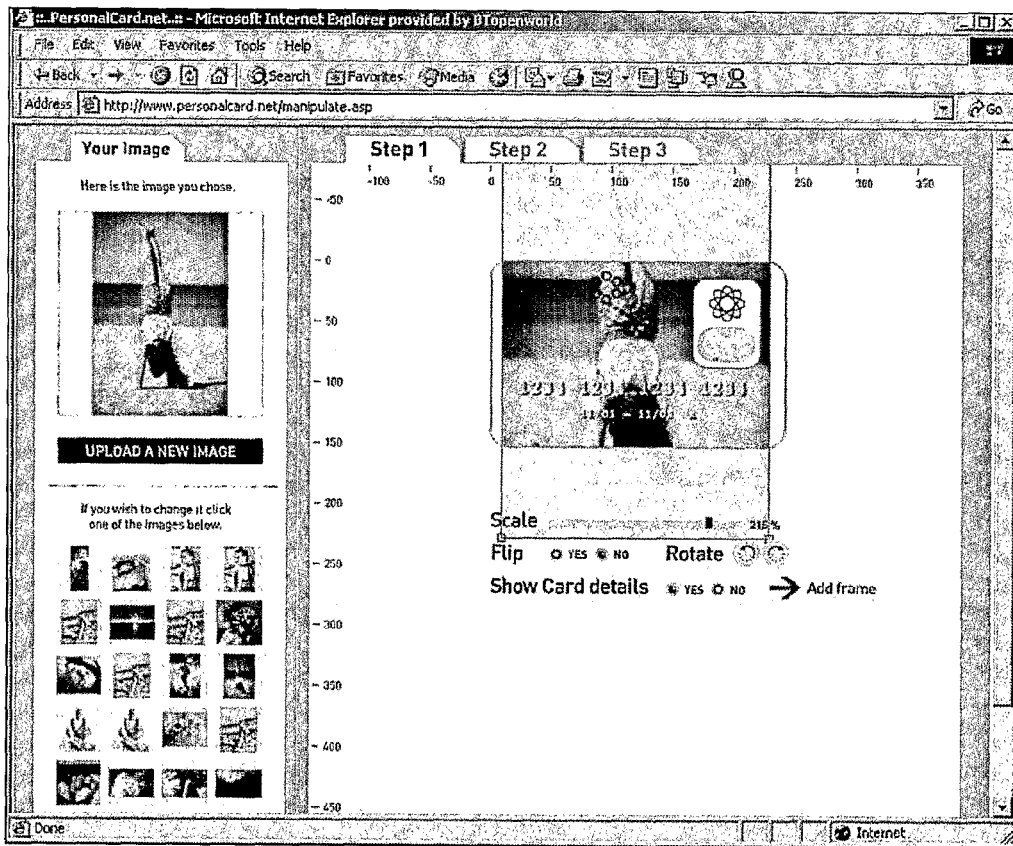 ::..PersonalCard.net..:: - Microsoft Internet Explorer provided by BTopenworld
File Edit View Favorites Tools Help
Back Search Favorites Media
Address http://www.personalcard.net/manipulate.asp Go
Your Image
Step 1 Step 2 Step 3
Here is the image you chose.
-100 -50 0 50 100 150 200 250 300 350
-50
0
50
100
1234 1234 1234 1234
150
UPLOAD A NEW IMAGE
200
If you wish to change it click
one of the images below.
Scale 215 %
250
Flip YES NO Rotate
Show Card details YES NO Add frame
300
350
400
450
Done Internet